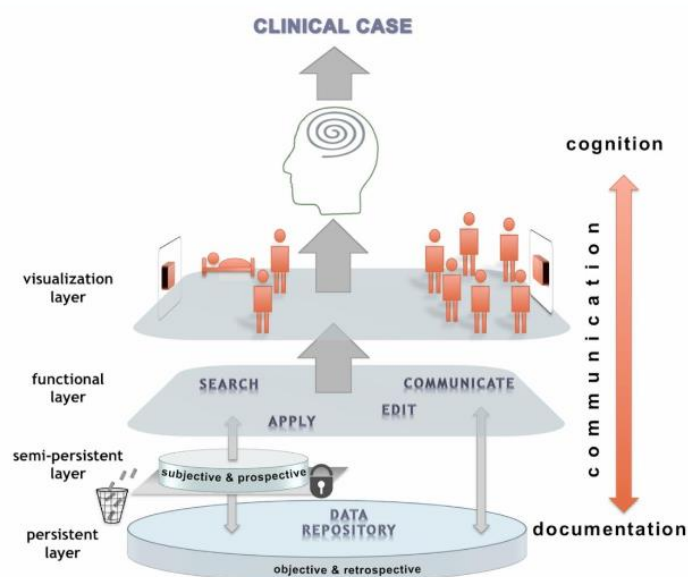 CLINICAL CASE
cognition
visualization
layer
communication
functional
layer
SEARCH
COMMUNICATE
APPLY
EDIT
semi-persistent
layer
subjective & prospective
persistent
layer
DATA
REPOSITORY
documentation
objective & retrospective